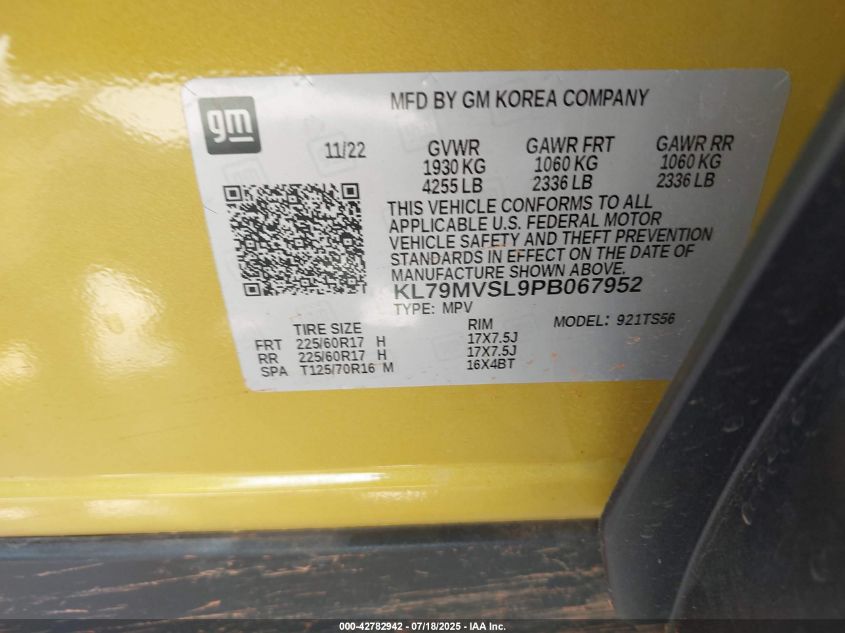 gm
MFD BY GM KOREA COMPANY
11/22 GVWR GAWR FRT GAWR RR
1930 KG 1060 KG 1060 KG
4255 LB 2336 LB 2336 LB
THIS VEHICLE CONFORMS TO ALL
APPLICABLE U.S. FEDERAL MOTOR
VEHICLE SAFETY AND THEFT PREVENTION
STANDARDS IN EFFECT ON THE DATE OF
MANUFACTURE SHOWN ABOVE.
KL79MVSL9PB067952
TYPE: MPV MODEL: 921TS56
TIRE SIZE RIM
FRT 225/60R17 H 17X7.5J
RR 225/60R17 H 17X7.5J
SPA T125/70R16 M 16X4BT
000-42782942 - 07/18/2025 - IAA Inc.